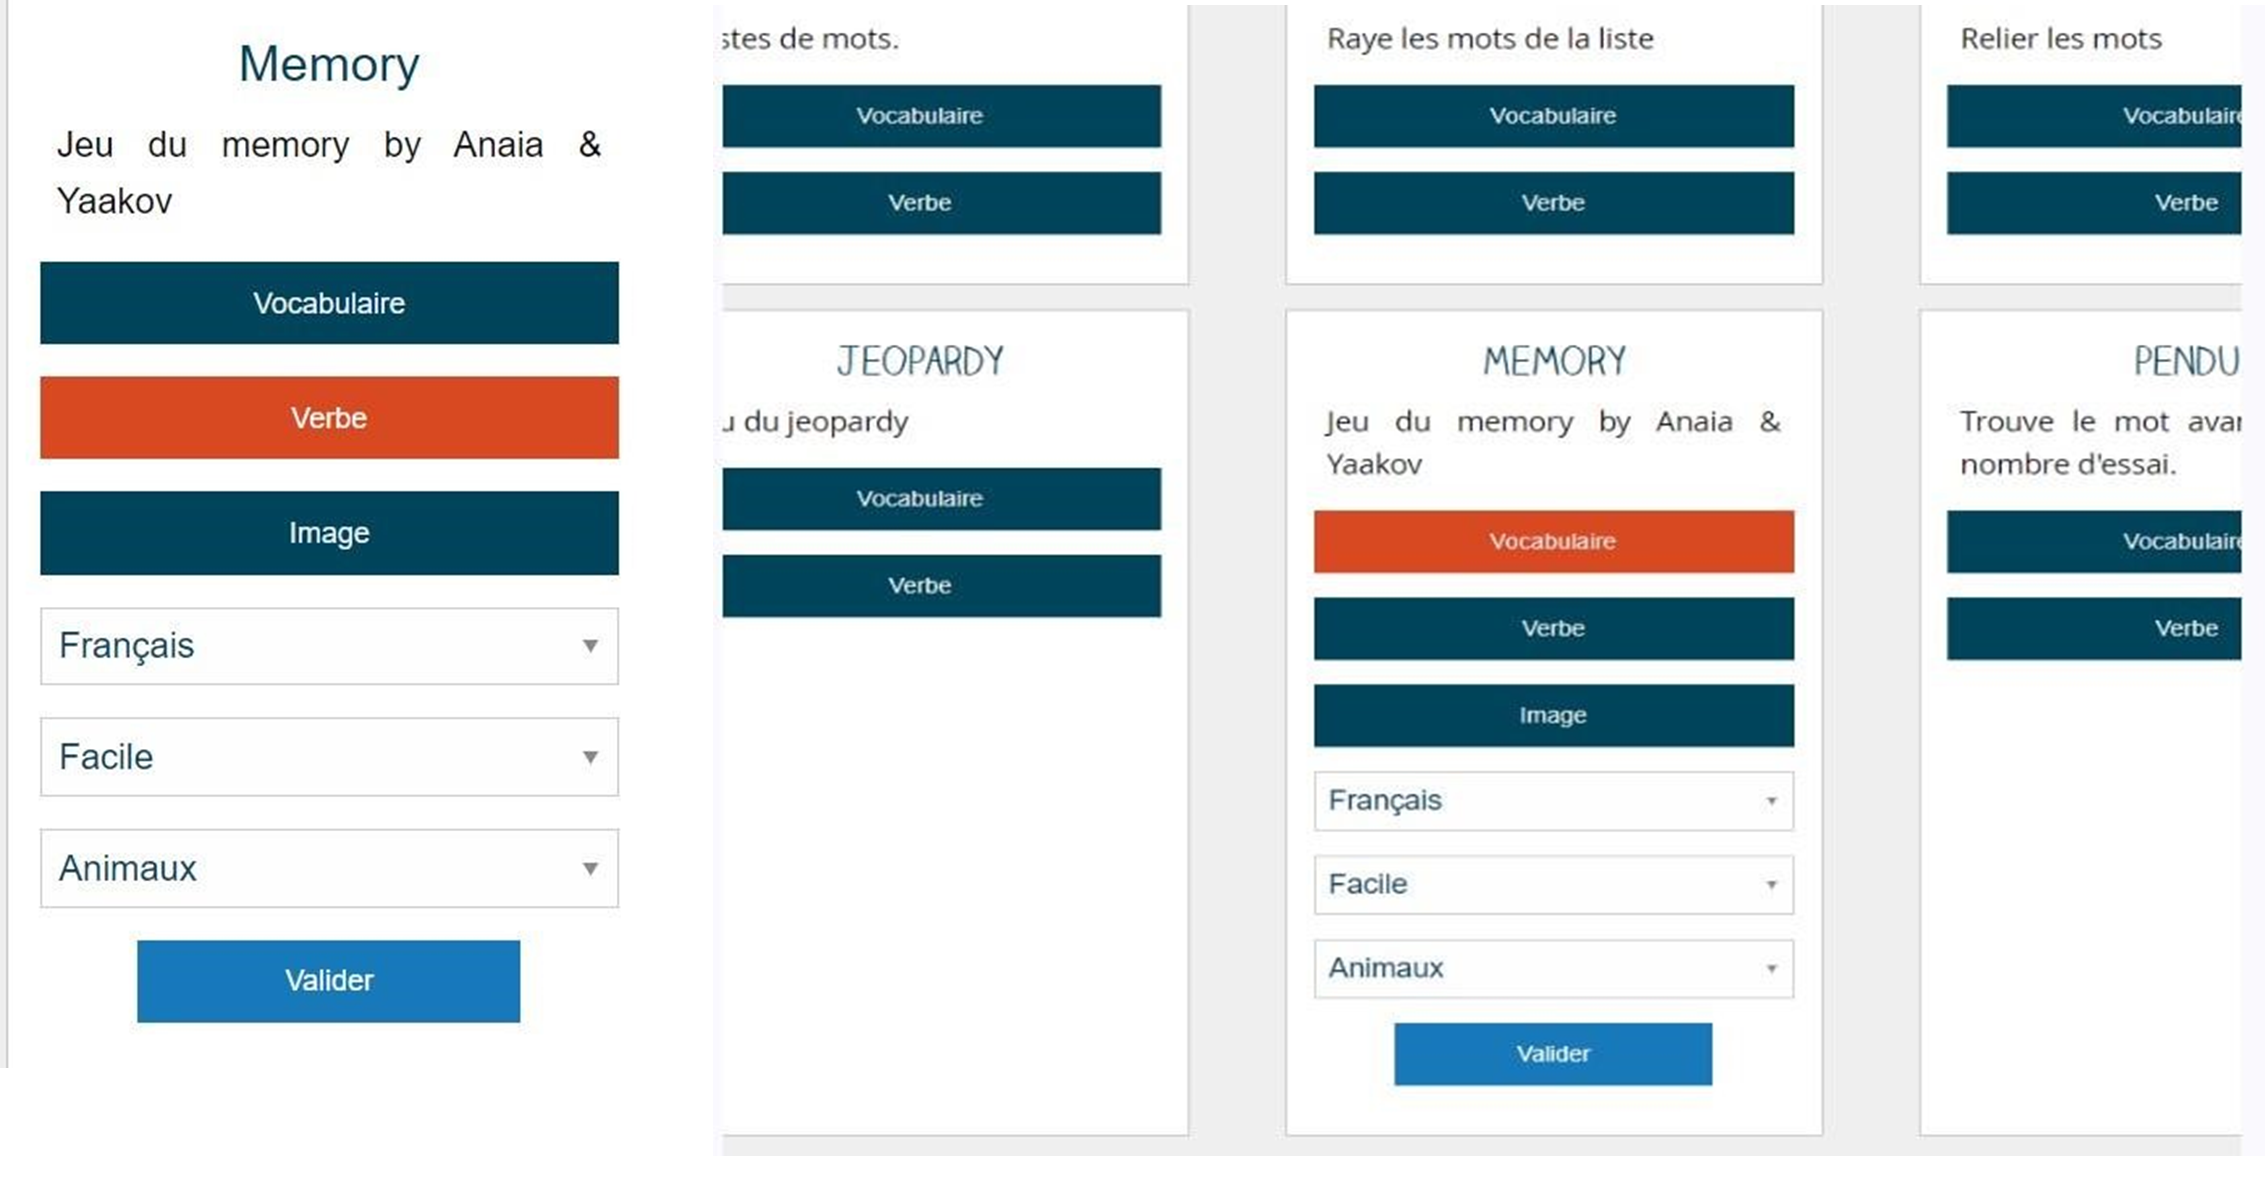 Memory
Jeu du memory by Anaia &
Yaakov
Vocabulaire
Verbe
Image
Français
Facile
Animaux
Valider
stes de mots.
Vocabulaire
Verbe
Raye les mots de la liste
Vocabulaire
Verbe
Relier les mots
Vocabulaire
Verbe
JEOPARDY
u du jeopardy
Vocabulaire
Verbe
MEMORY
Jeu du memory by Anaia &
Yaakov
Vocabulaire
Verbe
Image
Français
Facile
Animaux
Valider
PENDU
Trouve le mot avan
nombre d'essai.
Vocabulaire
Verbe